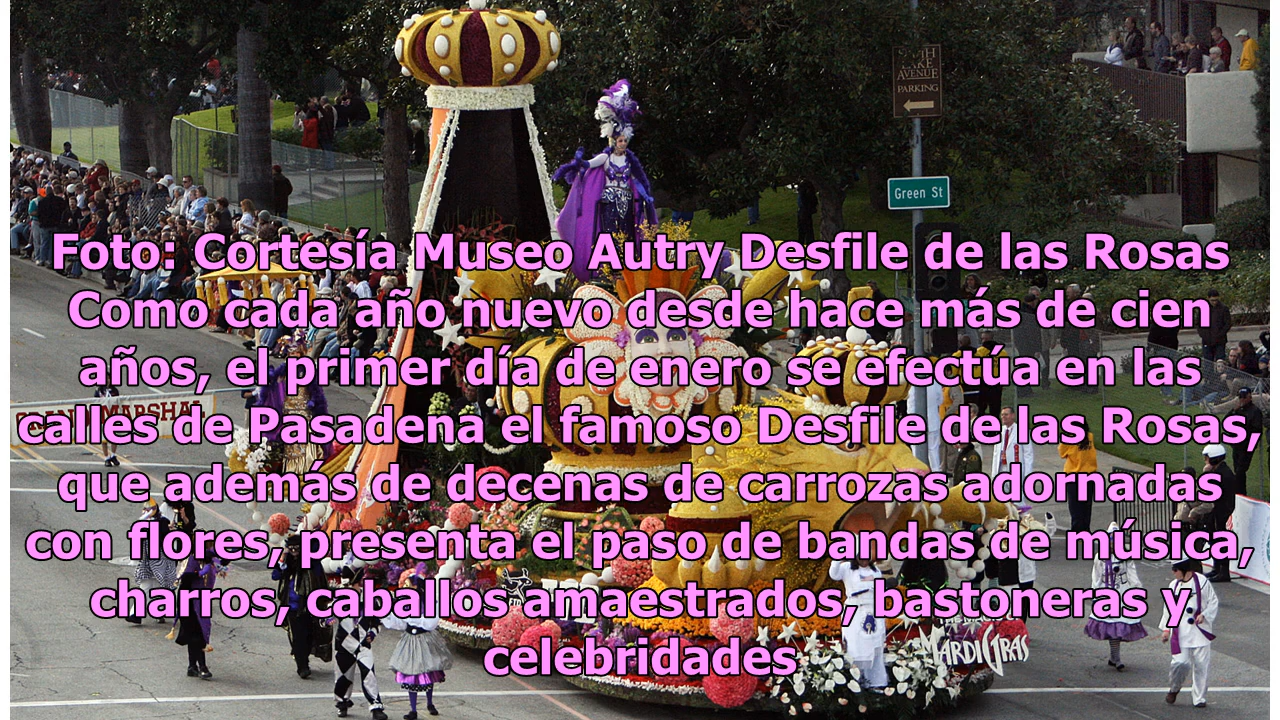 SOUTH
LAKE
AVENUE
PARKING
Green St
Foto: Cortesía Museo Autry Desfile de las Rosas
Como cada año nuevo desde hace más de cien
años, el primer día de enero se efectúa en las
calles de Pasadena el famoso Desfile de las Rosas,
que además de decenas de carrozas adornadas
con flores, presenta el paso de bandas de música,
charros, caballos amaestrados, bastoneras y
celebridades
MARDI GRAS